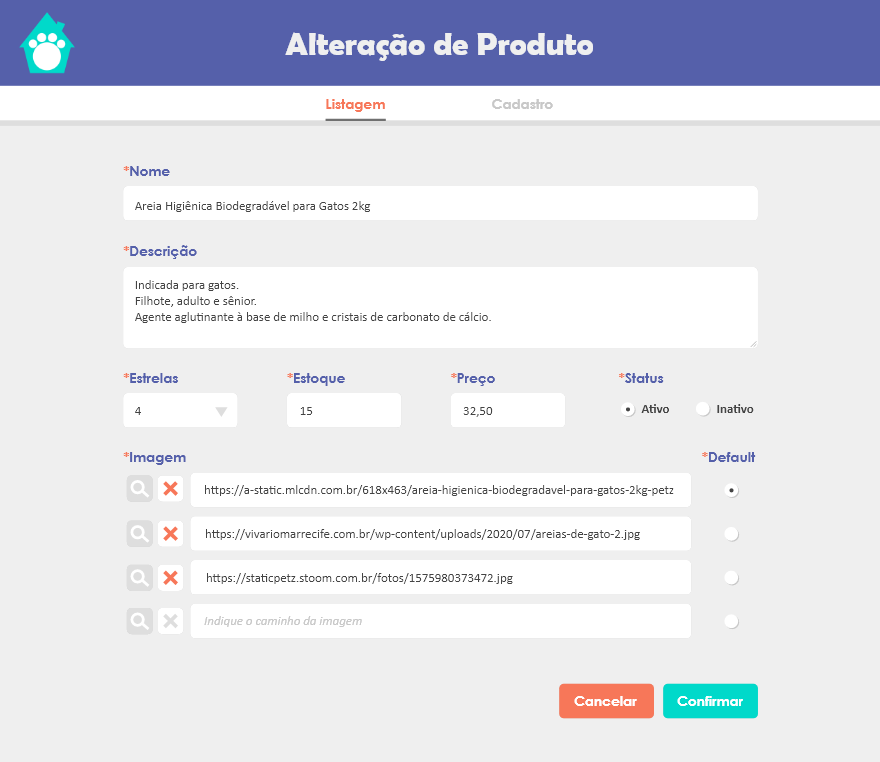 Alteração de Produto
Listagem
Cadastro
*Nome
Areia Higiênica Biodegradável para Gatos 2kg
*Descrição
Indicada para gatos.
Filhote, adulto e sênior.
Agente aglutinante à base de milho e cristais de carbonato de cálcio.
*Estrelas
*Estoque
*Preço
*Status
4
15
32,50
Ativo
Inativo
*Imagem
*Default
https://a-static.mlcdn.com.br/618x463/areia-higienica-biodegradavel-para-gatos-2kg-petz
https://vivariomarrecife.com.br/wp-content/uploads/2020/07/areias-de-gato-2.jpg
https://staticpetz.stoom.com.br/fotos/1575980373472.jpg
Indique o caminho da imagem
Cancelar
Confirmar